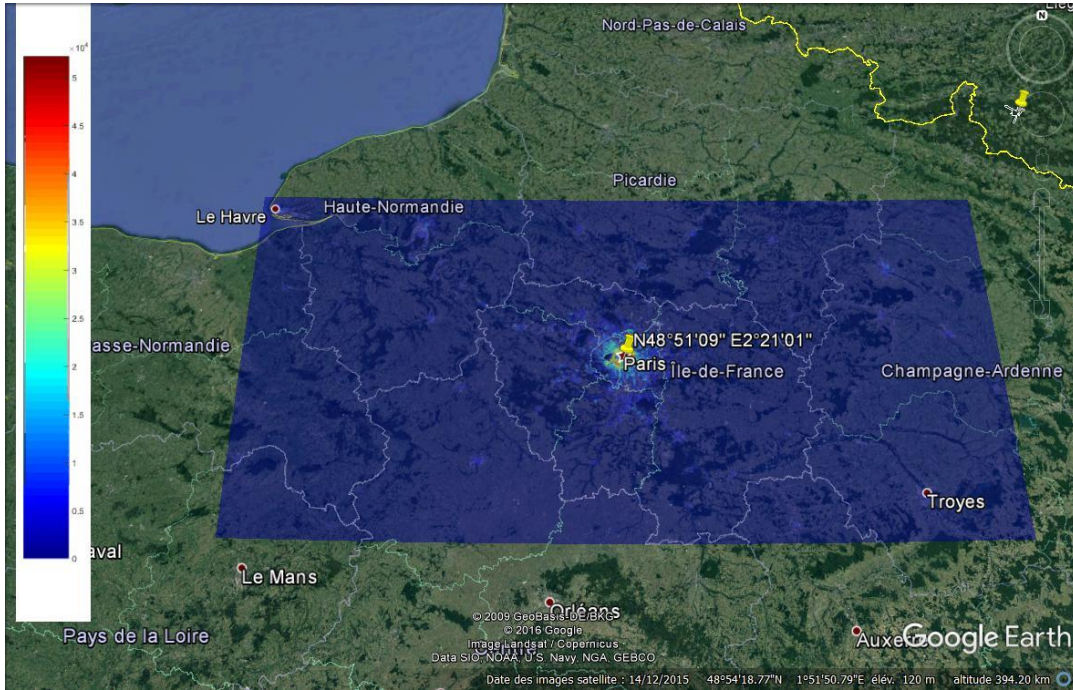 Lieg
Nord-Pas-de-Calais
N
× 10⁴
5
4.5
4
3.5
3
2.5
2
1.5
1
0.5
0
Picardie
Le Havre
Haute-Normandie
asse-Normandie
N48°51'09" E2°21'01"
Paris
Île-de-France
Champagne-Ardenne
Troyes
aval
Le Mans
Orléans
Pays de la Loire
Centre
Auxerre
© 2009 GeoBasis-DE/BKG
© 2016 Google
Image Landsat / Copernicus
Data SIO, NOAA, U.S. Navy, NGA, GEBCO
Google Earth
Date des images satellite : 14/12/2015 48°54'18.77"N 1°51'50.79"E élév. 120 m altitude 394.20 km